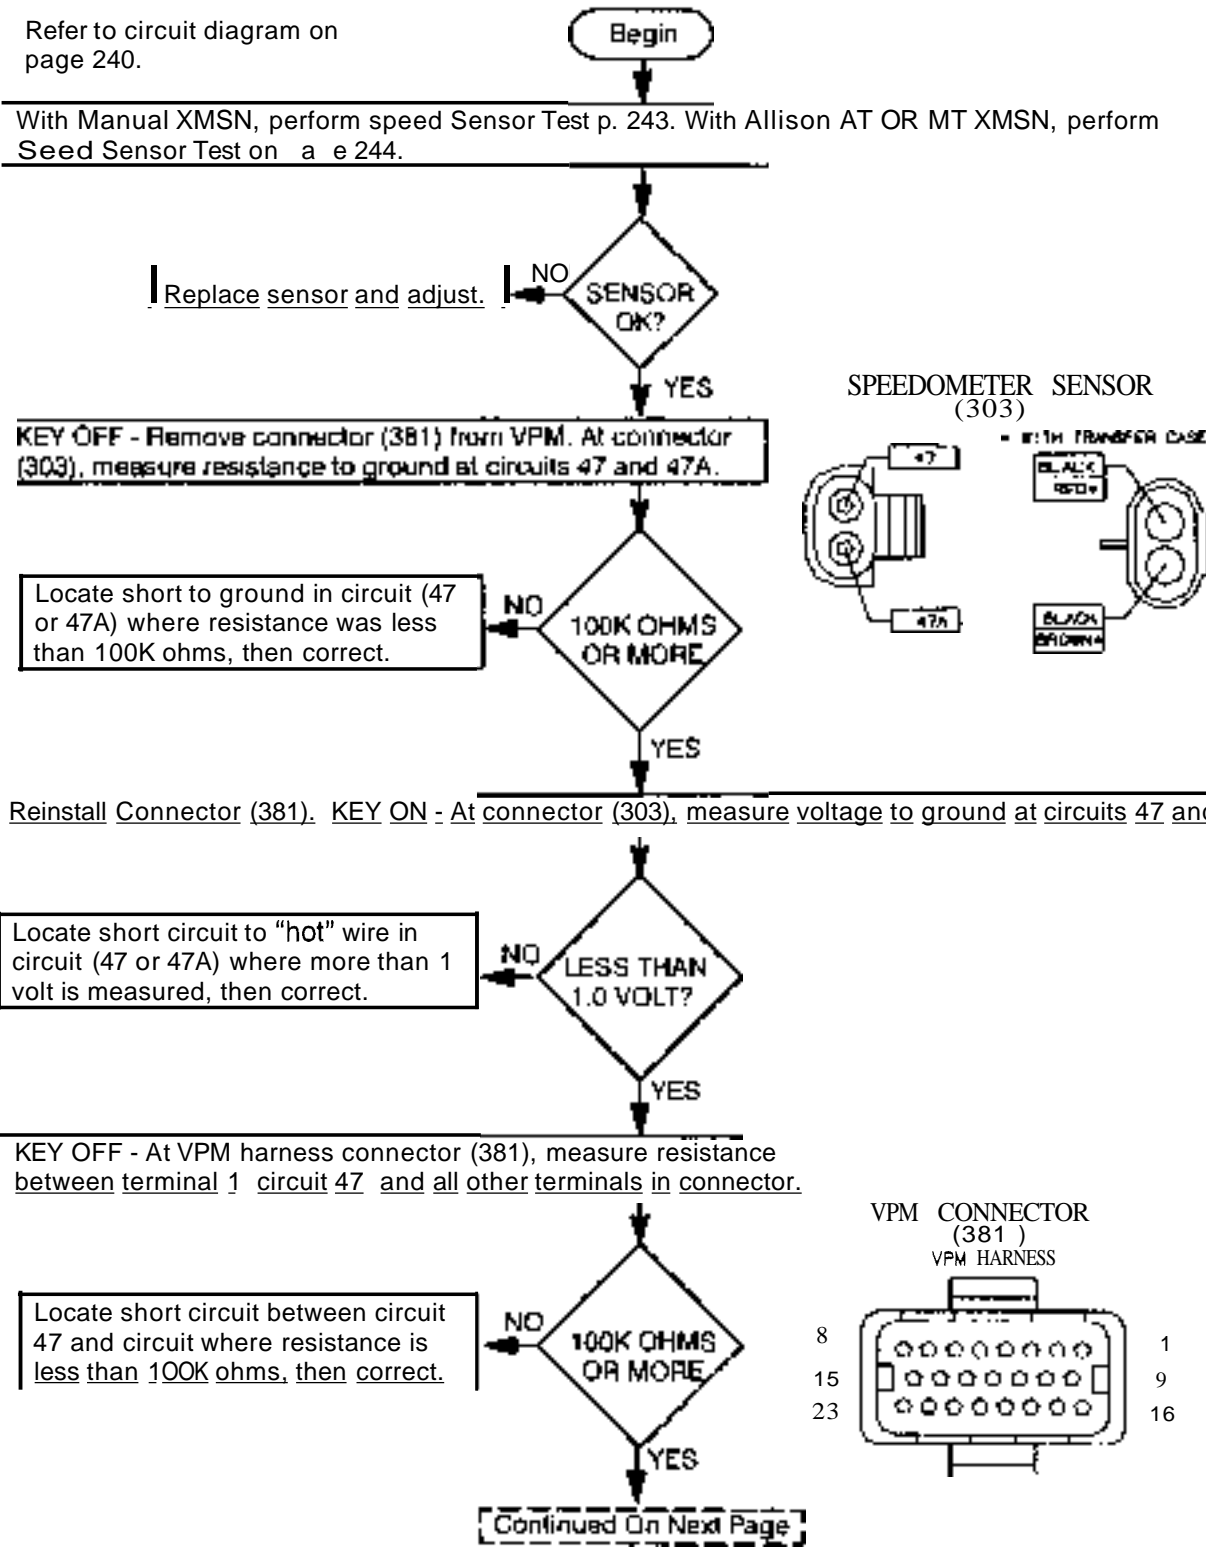 Refer to circuit diagram on
page 240.
Begin
With Manual XMSN, perform speed Sensor Test p. 243. With Allison AT OR MT XMSN, perform
Seed Sensor Test on a e 244.
SENSOR
OK?
NO
Replace sensor and adjust.
YES
KEY OFF - Remove connector (381) from VPM. At connector
(303), measure resistance to ground at circuits 47 and 47A.
SPEEDOMETER SENSOR
(303)
* WITH TRANSFER CASE
47
BLACK
47A
BLACK
BROWN*
100K OHMS
OR MORE
NO
Locate short to ground in circuit (47
or 47A) where resistance was less
than 100K ohms, then correct.
YES
Reinstall Connector (381). KEY ON - At connector (303), measure voltage to ground at circuits 47 and
LESS THAN
1.0 VOLT?
NO
Locate short circuit to "hot" wire in
circuit (47 or 47A) where more than 1
volt is measured, then correct.
YES
KEY OFF - At VPM harness connector (381), measure resistance
between terminal 1 circuit 47 and all other terminals in connector.
100K OHMS
OR MORE
NO
Locate short circuit between circuit
47 and circuit where resistance is
less than 100K ohms, then correct.
VPM CONNECTOR
(381 )
VPM HARNESS
8 1
15 9
23 16
YES
Continued On Next Page